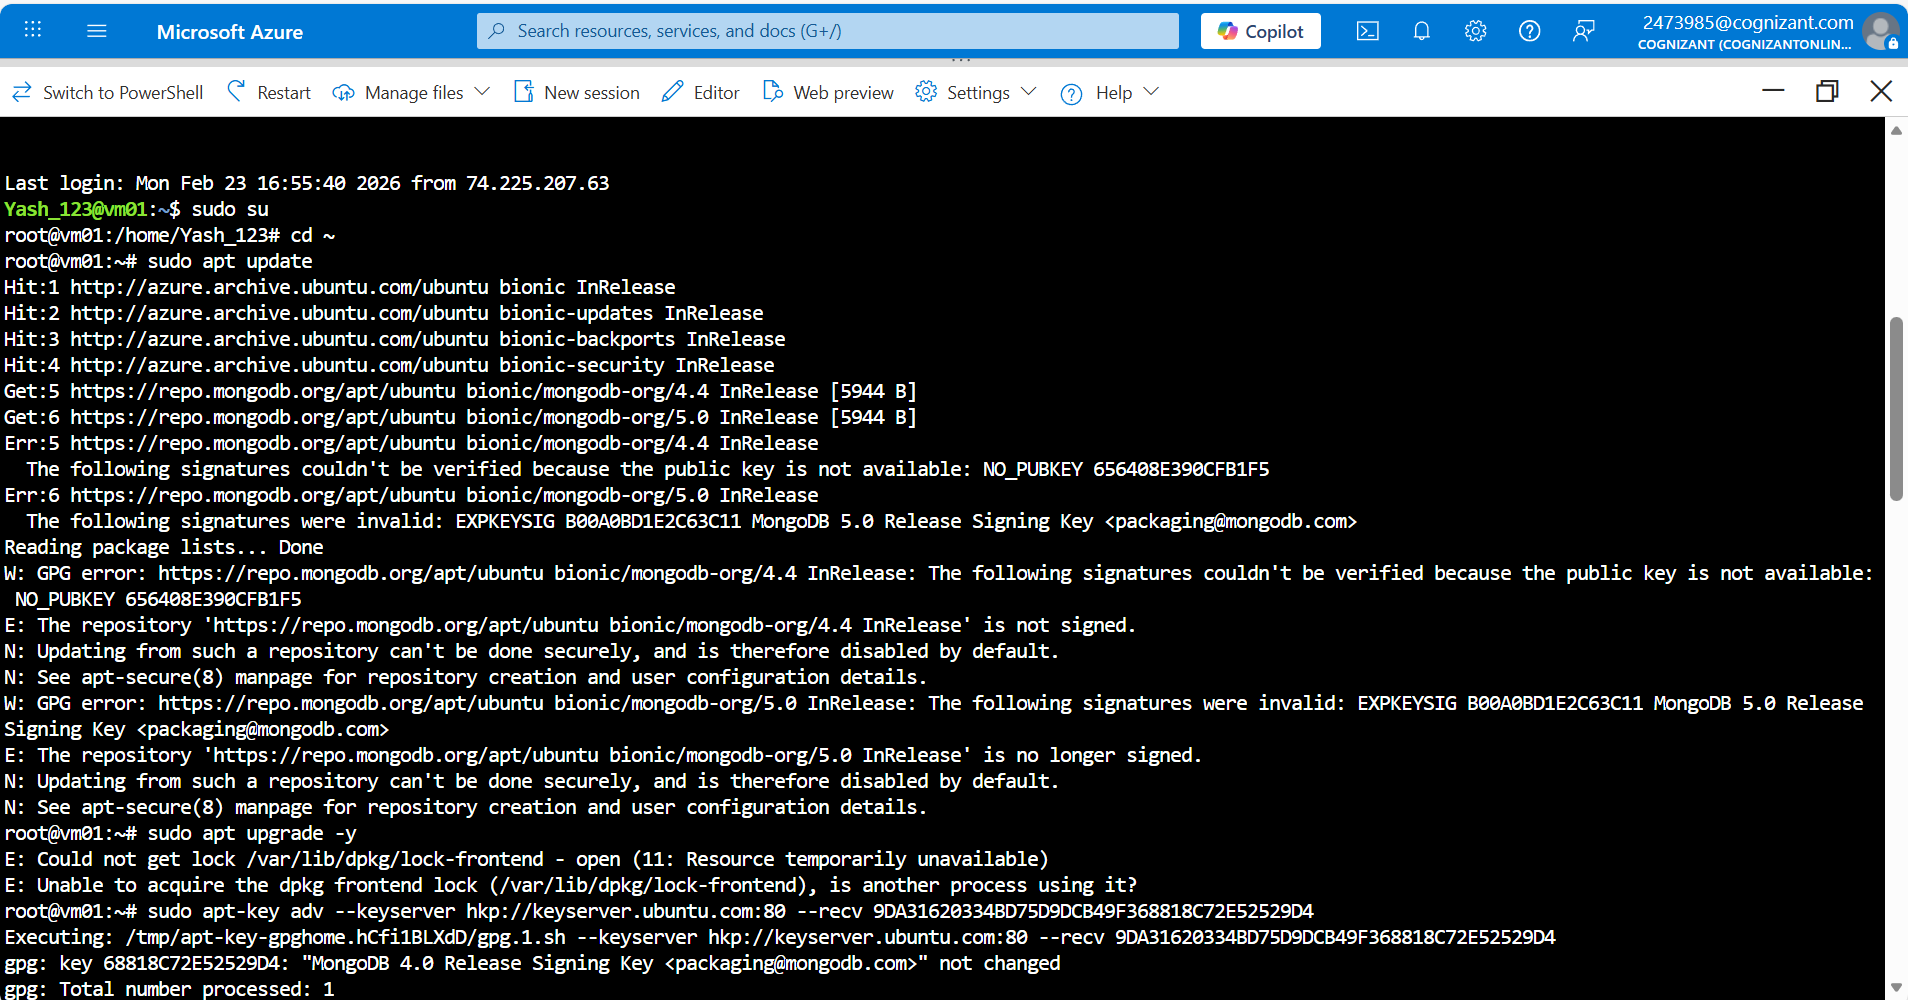 Microsoft Azure
Search resources, services, and docs (G+/)
Copilot
2473985@cognizant.com
COGNIZANT (COGNIZANTONLIN...
Switch to PowerShell
Restart
Manage files
New session
Editor
Web preview
Settings
Help
Last login: Mon Feb 23 16:55:40 2026 from 74.225.207.63
Yash_123@vm01:~$ sudo su
root@vm01:/home/Yash_123# cd ~
root@vm01:~# sudo apt update
Hit:1 http://azure.archive.ubuntu.com/ubuntu bionic InRelease
Hit:2 http://azure.archive.ubuntu.com/ubuntu bionic-updates InRelease
Hit:3 http://azure.archive.ubuntu.com/ubuntu bionic-backports InRelease
Hit:4 http://azure.archive.ubuntu.com/ubuntu bionic-security InRelease
Get:5 https://repo.mongodb.org/apt/ubuntu bionic/mongodb-org/4.4 InRelease [5944 B]
Get:6 https://repo.mongodb.org/apt/ubuntu bionic/mongodb-org/5.0 InRelease [5944 B]
Err:5 https://repo.mongodb.org/apt/ubuntu bionic/mongodb-org/4.4 InRelease
  The following signatures couldn't be verified because the public key is not available: NO_PUBKEY 656408E390CFB1F5
Err:6 https://repo.mongodb.org/apt/ubuntu bionic/mongodb-org/5.0 InRelease
  The following signatures were invalid: EXPKEYSIG B00A0BD1E2C63C11 MongoDB 5.0 Release Signing Key <packaging@mongodb.com>
Reading package lists... Done
W: GPG error: https://repo.mongodb.org/apt/ubuntu bionic/mongodb-org/4.4 InRelease: The following signatures couldn't be verified because the public key is not available:
 NO_PUBKEY 656408E390CFB1F5
E: The repository 'https://repo.mongodb.org/apt/ubuntu bionic/mongodb-org/4.4 InRelease' is not signed.
N: Updating from such a repository can't be done securely, and is therefore disabled by default.
N: See apt-secure(8) manpage for repository creation and user configuration details.
W: GPG error: https://repo.mongodb.org/apt/ubuntu bionic/mongodb-org/5.0 InRelease: The following signatures were invalid: EXPKEYSIG B00A0BD1E2C63C11 MongoDB 5.0 Release
Signing Key <packaging@mongodb.com>
E: The repository 'https://repo.mongodb.org/apt/ubuntu bionic/mongodb-org/5.0 InRelease' is no longer signed.
N: Updating from such a repository can't be done securely, and is therefore disabled by default.
N: See apt-secure(8) manpage for repository creation and user configuration details.
root@vm01:~# sudo apt upgrade -y
E: Could not get lock /var/lib/dpkg/lock-frontend - open (11: Resource temporarily unavailable)
E: Unable to acquire the dpkg frontend lock (/var/lib/dpkg/lock-frontend), is another process using it?
root@vm01:~# sudo apt-key adv --keyserver hkp://keyserver.ubuntu.com:80 --recv 9DA31620334BD75D9DCB49F368818C72E52529D4
Executing: /tmp/apt-key-gpghome.hCfi1BLXdD/gpg.1.sh --keyserver hkp://keyserver.ubuntu.com:80 --recv 9DA31620334BD75D9DCB49F368818C72E52529D4
gpg: key 68818C72E52529D4: "MongoDB 4.0 Release Signing Key <packaging@mongodb.com>" not changed
gpg: Total number processed: 1